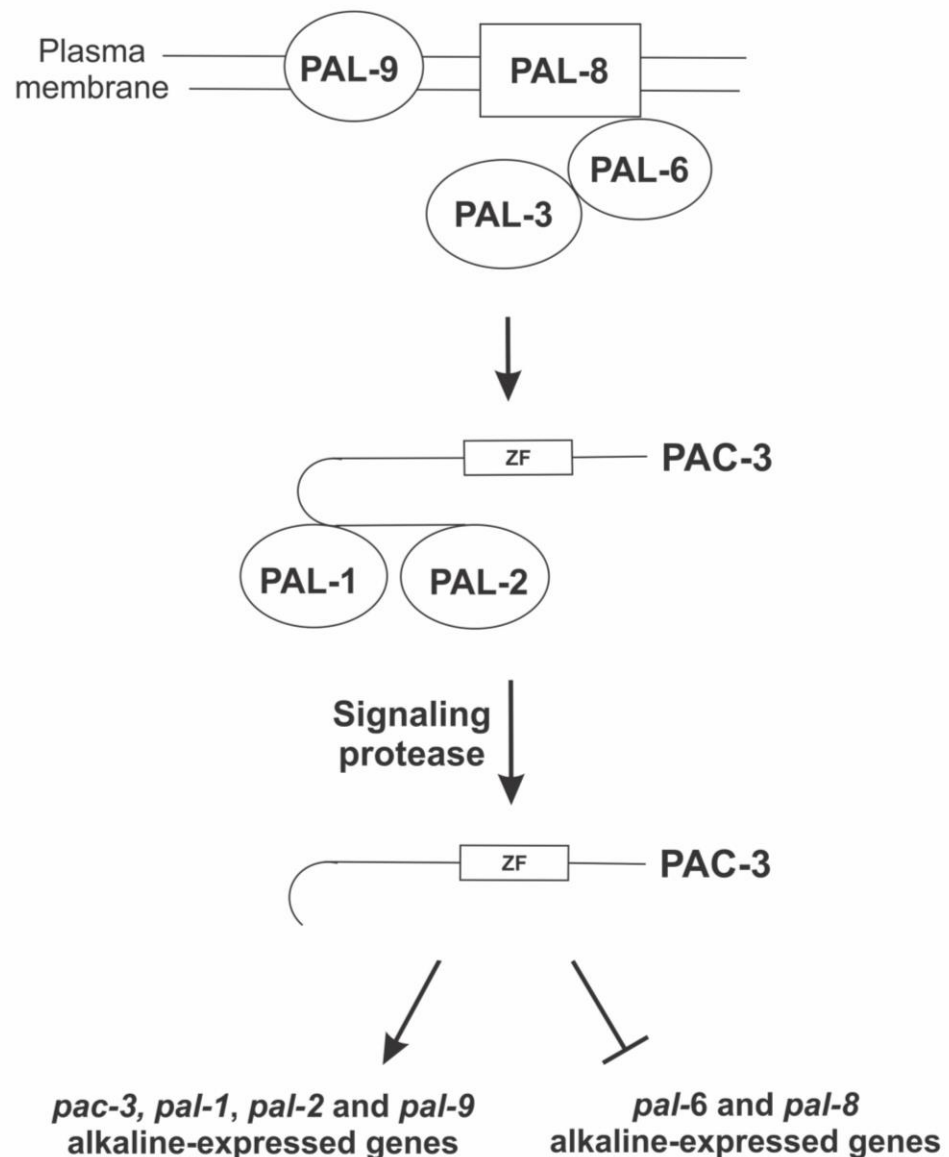 Plasma
membrane
PAL-9
PAL-8
PAL-6
PAL-3
ZF
PAC-3
PAL-1
PAL-2
Signaling
protease
ZF
PAC-3
pac-3, pal-1, pal-2 and pal-9
alkaline-expressed genes
pal-6 and pal-8
alkaline-expressed genes